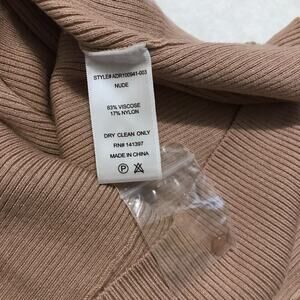 STYLE# ADR100941-003
NUDE
83% VISCOSE
17% NYLON
DRY CLEAN ONLY
RN# 141397
MADE IN CHINA
P